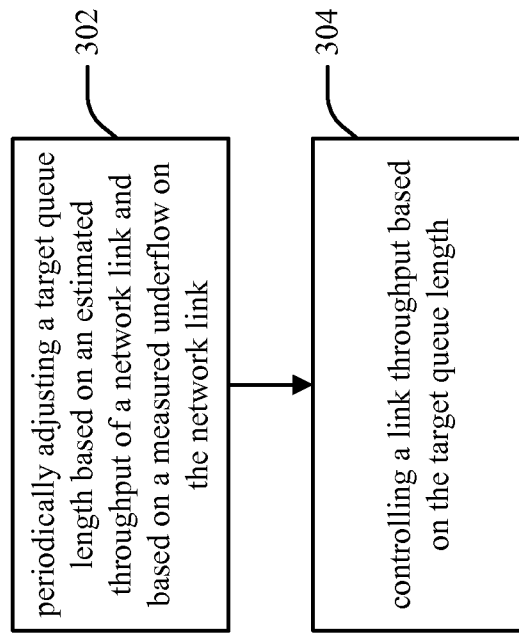 302
periodically adjusting a target queue
length based on an estimated
throughput of a network link and
based on a measured underflow on
the network link
304
controlling a link throughput based
on the target queue length